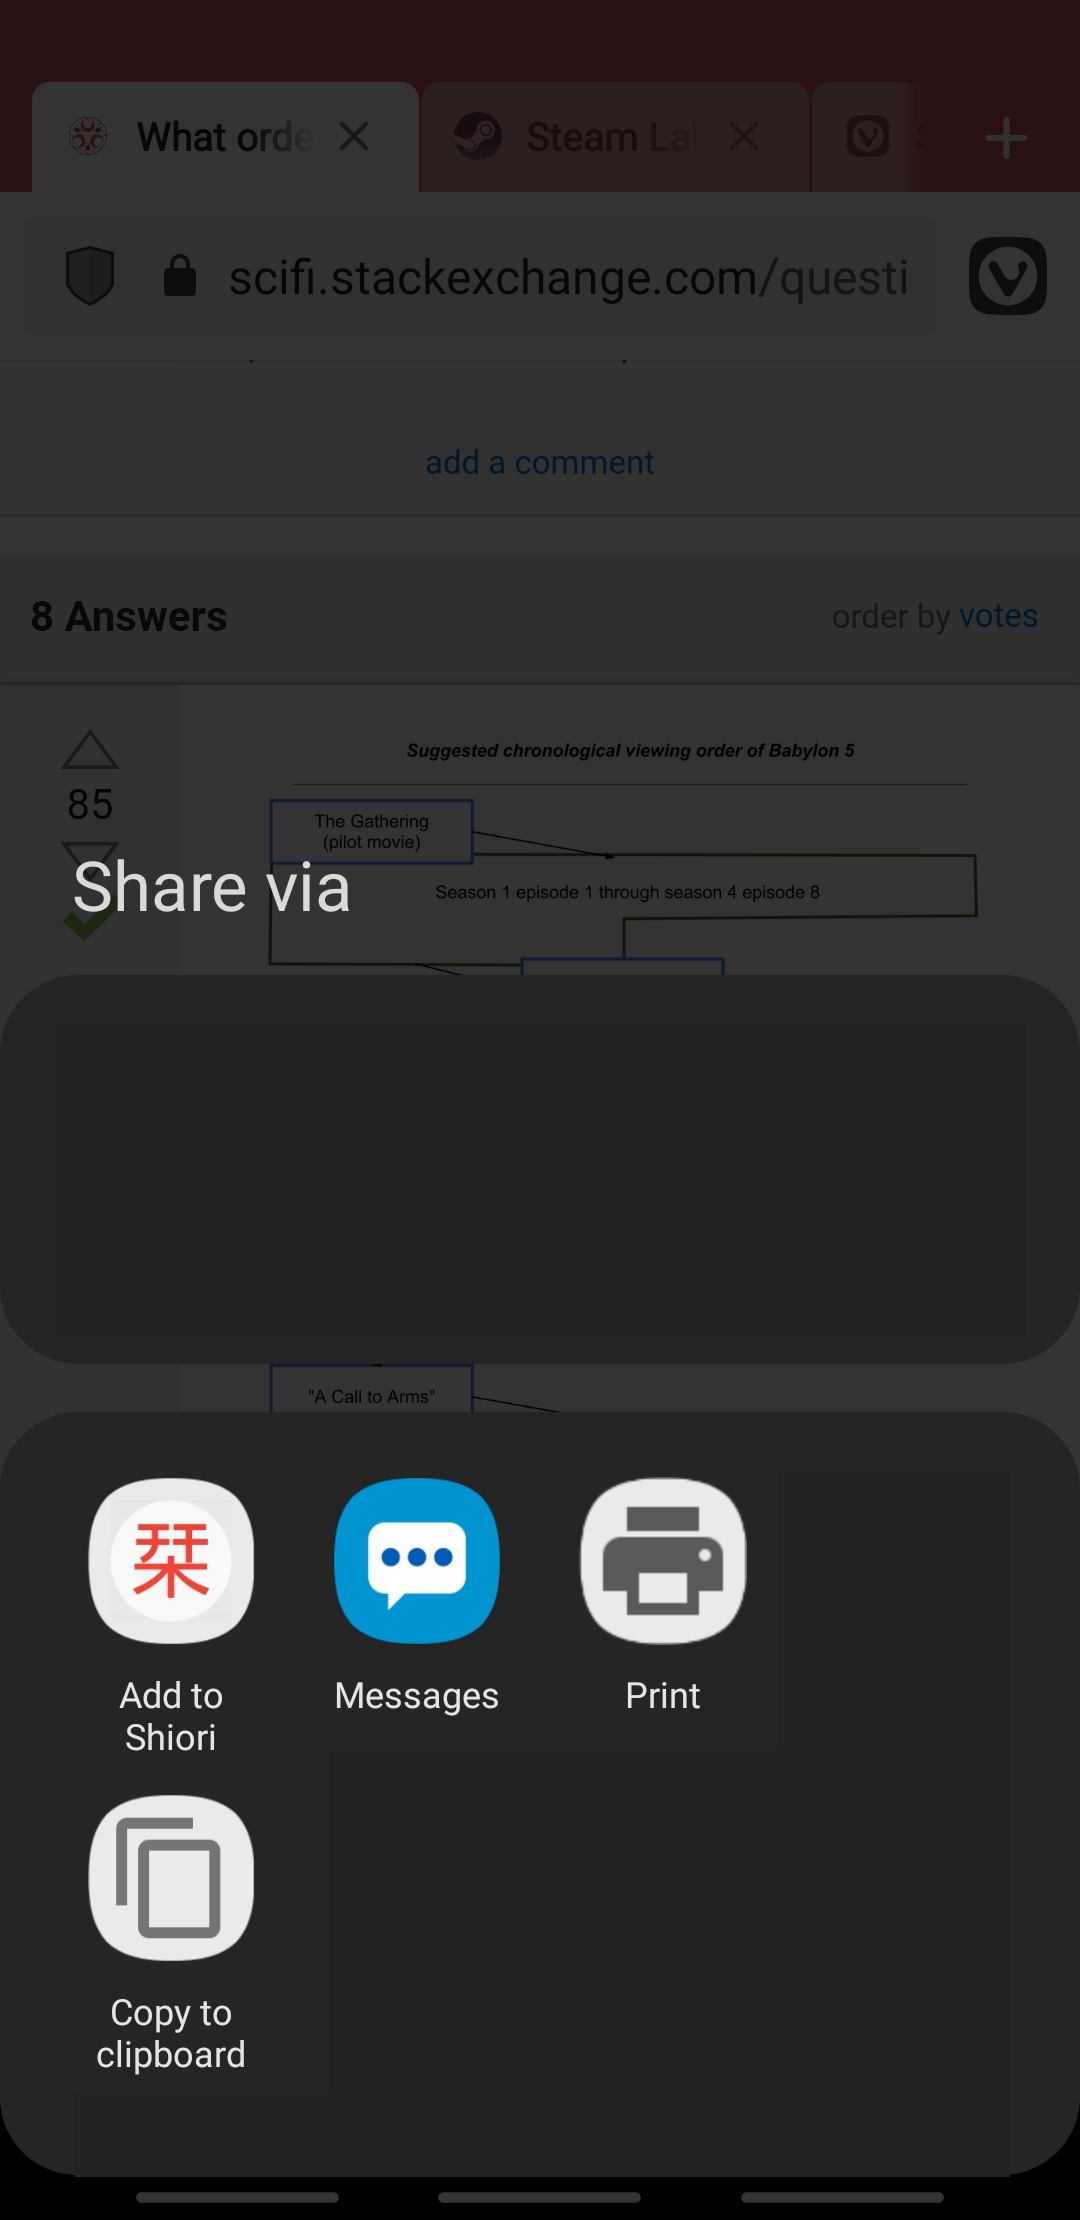 What orde
Steam Lab
scifi.stackexchange.com/questi
add a comment
8 Answers
order by votes
85
Suggested chronological viewing order of Babylon 5
The Gathering
(pilot movie)
Season 1 episode 1 through season 4 episode 8
Share via
"A Call to Arms"
栞
Add to
Shiori
Messages
Print
Copy to
clipboard